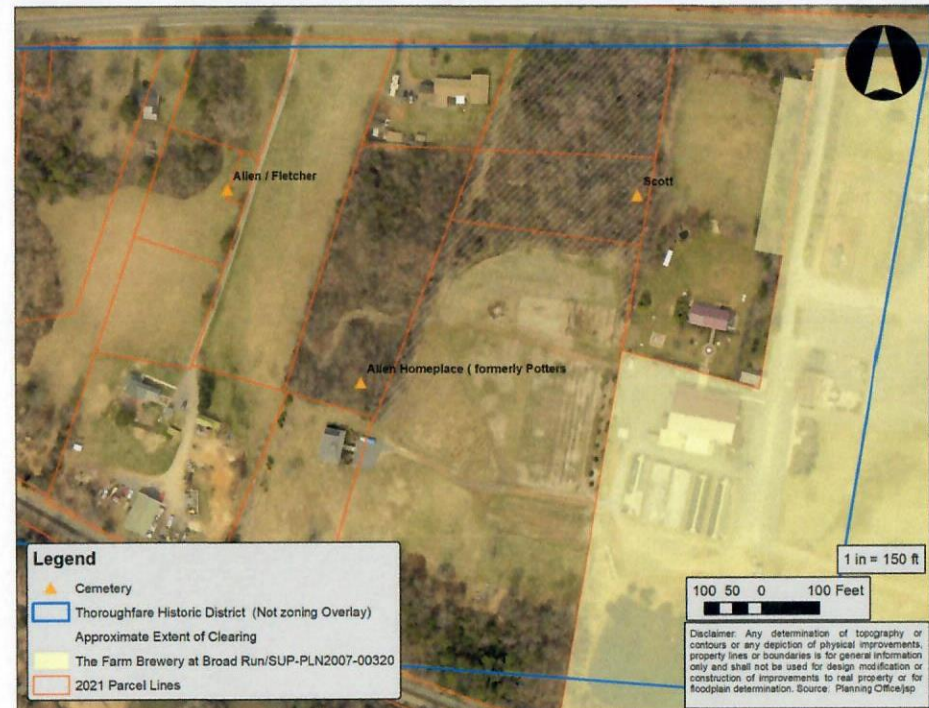 Allen / Fletcher
Scott
Allen Homeplace ( formerly Potters
Legend
Cemetery
Thoroughfare Historic District (Not zoning Overlay)
Approximate Extent of Clearing
The Farm Brewery at Broad Run/SUP-PLN2007-00320
2021 Parcel Lines
1 in = 150 ft
100 50 0 100 Feet
Disclaimer: Any determination of topography or
contours or any depiction of physical improvements,
property lines or boundaries is for general information
only and shall not be used for design modification or
construction of improvements to real property or for
floodplain determination. Source: Planning Office/jsp